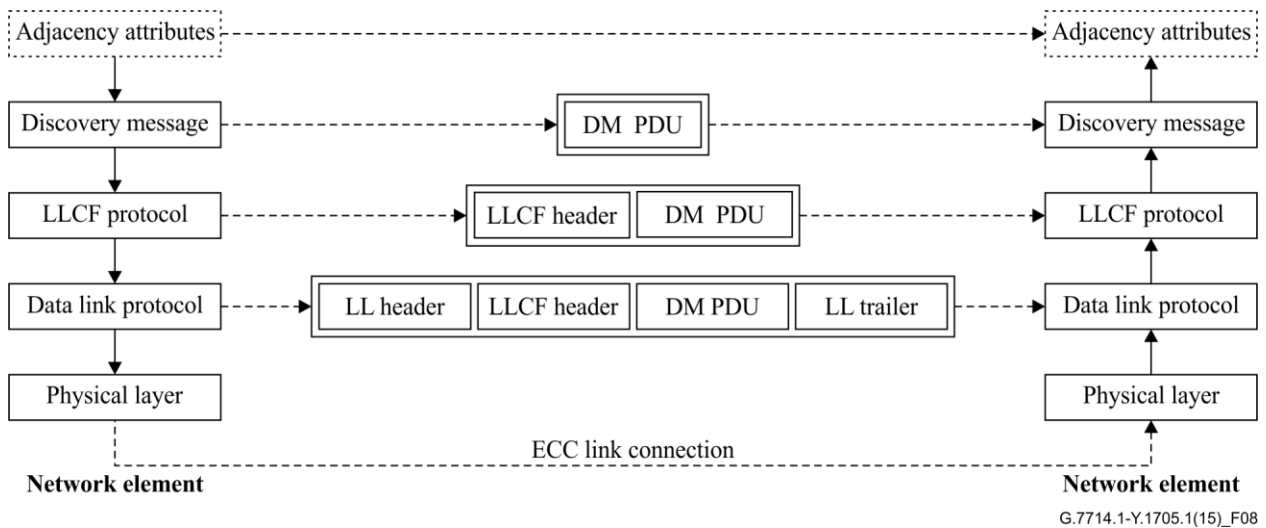 Adjacency attributes
Adjacency attributes
Discovery message
DM PDU
Discovery message
LLCF protocol
LLCF header
DM PDU
LLCF protocol
Data link protocol
LL header
LLCF header
DM PDU
LL trailer
Data link protocol
Physical layer
Physical layer
ECC link connection
Network element
Network element
G.7714.1-Y.1705.1(15)_F08